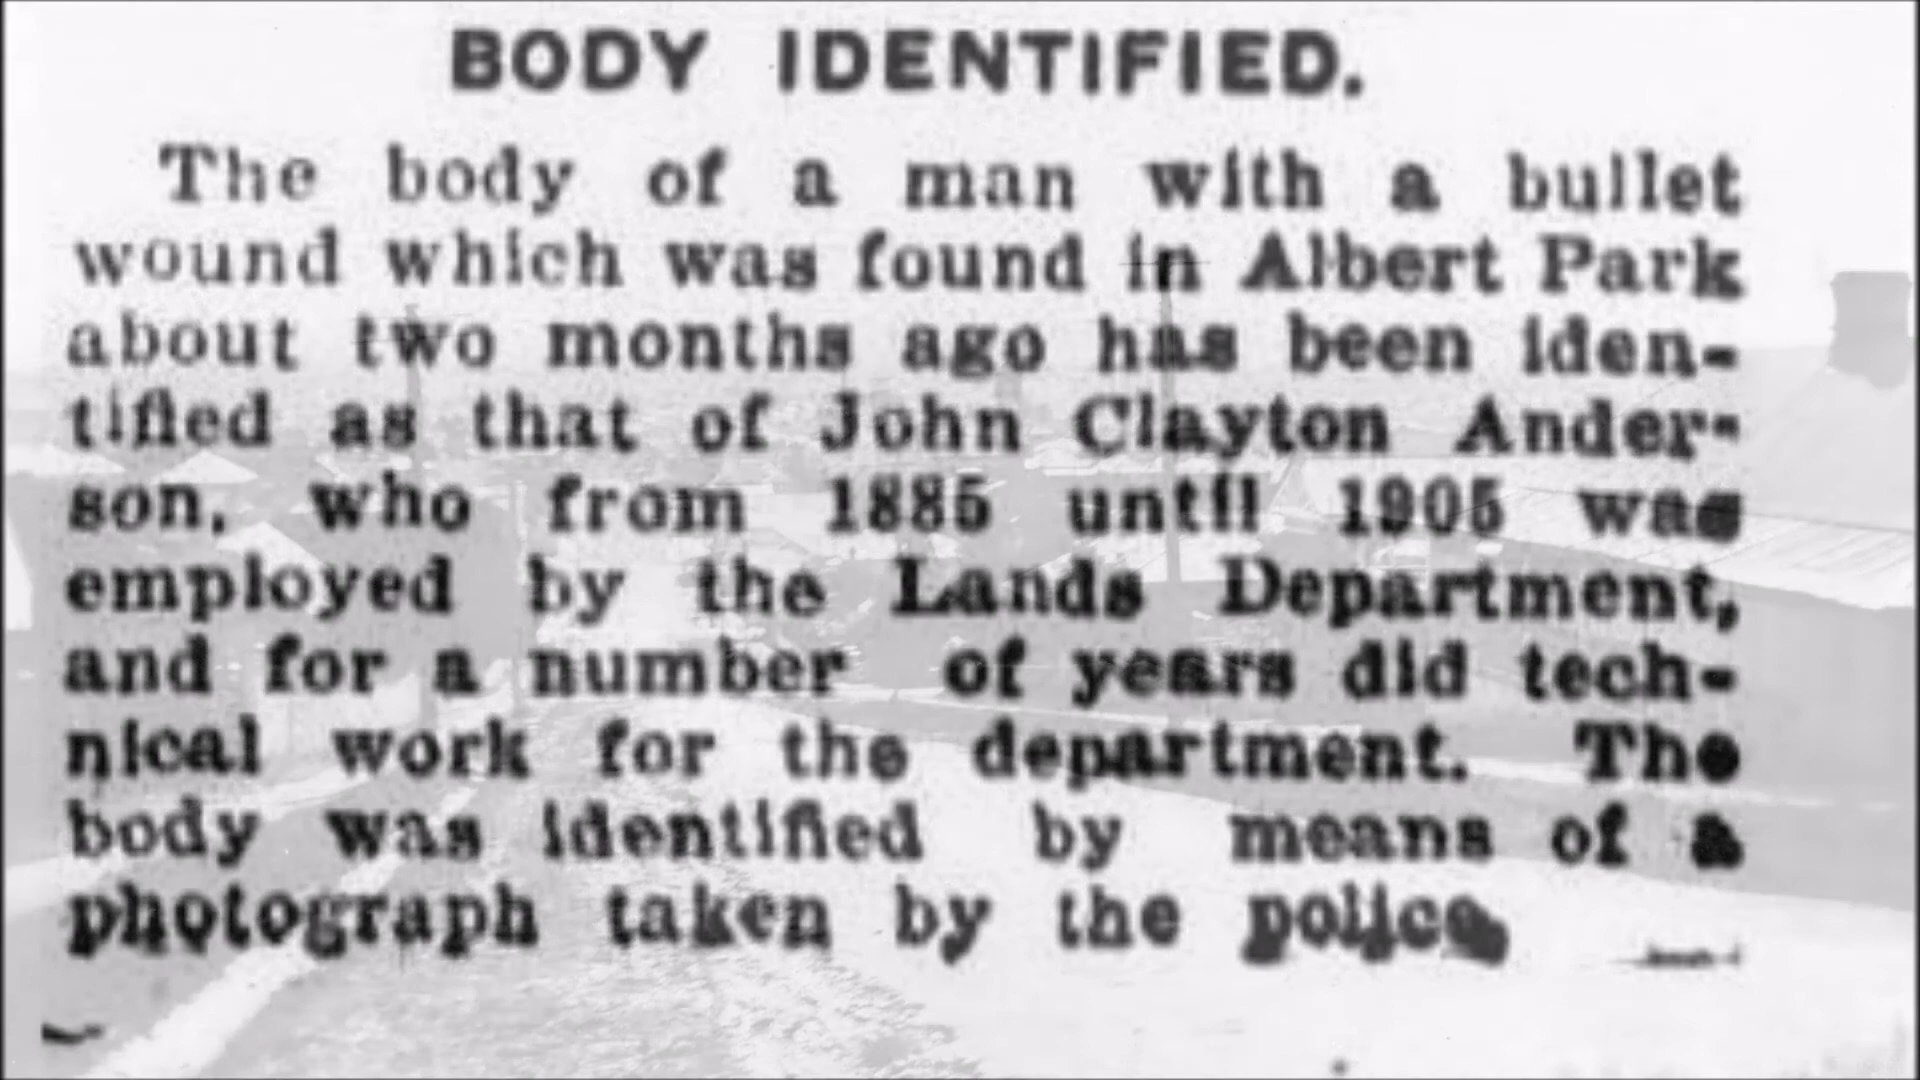 BODY IDENTIFIED.
The body of a man with a bullet
wound which was found in Albert Park
about two months ago has been iden-
tified as that of John Clayton Ander-
son, who from 1885 until 1905 was
employed by the Lands Department,
and for a number of years did tech-
nical work for the department. The
body was identified by means of a
photograph taken by the police